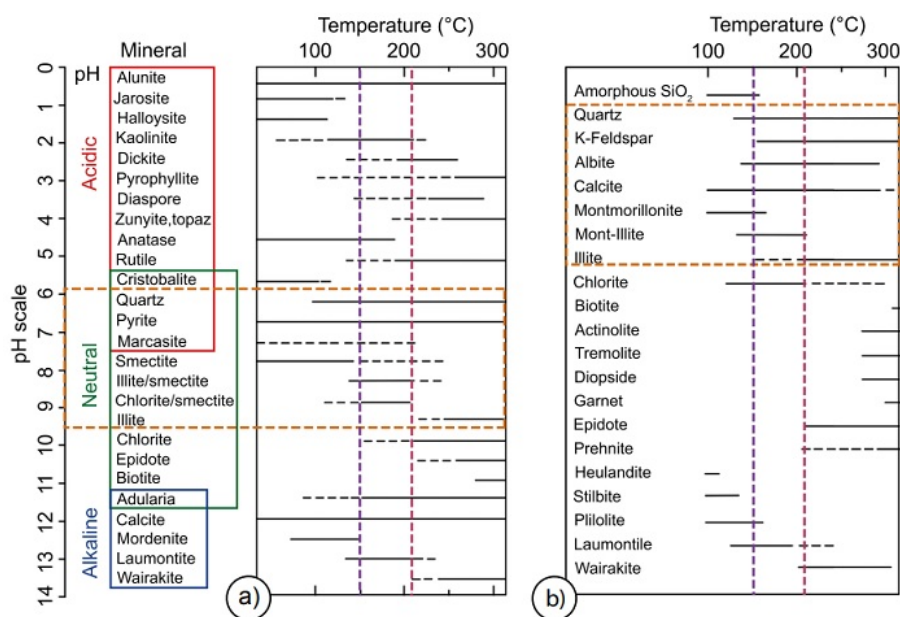 Temperature (°C)
Mineral
100
200
300
pH
0
1
2
3
4
5
6
7
8
9
10
11
12
13
14
pH scale
Acidic
Neutral
Alkaline
Alunite
Jarosite
Halloysite
Kaolinite
Dickite
Pyrophyllite
Diaspore
Zunyite,topaz
Anatase
Rutile
Cristobalite
Quartz
Pyrite
Marcasite
Smectite
Illite/smectite
Chlorite/smectite
Illite
Chlorite
Epidote
Biotite
Adularia
Calcite
Mordenite
Laumontite
Wairakite
a)
Temperature (°C)
100
200
300
Amorphous SiO₂
Quartz
K-Feldspar
Albite
Calcite
Montmorillonite
Mont-Illite
Illite
Chlorite
Biotite
Actinolite
Tremolite
Diopside
Garnet
Epidote
Prehnite
Heulandite
Stilbite
Plilolite
Laumontile
Wairakite
b)